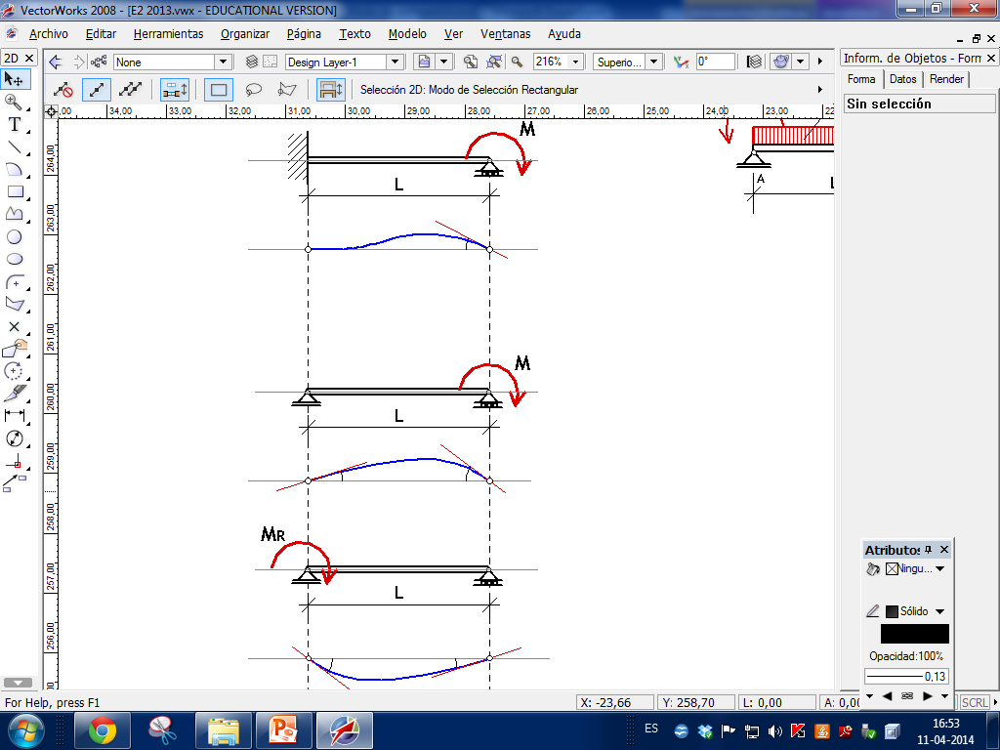 VectorWorks 2008 - [E2 2013.vwx - EDUCATIONAL VERSION]
Archivo Editar Herramientas Organizar Página Texto Modelo Ver Ventanas Ayuda
2D
None
Design Layer-1
216%
Superio...
0°
Selección 2D: Modo de Selección Rectangular
Inform. de Objetos - Form
Forma Datos Render
Sin selección
34,00 33,00 32,00 31,00 30,00 29,00 28,00 27,00 26,00 25,00 24,00 23,00
264,00
263,00
262,00
261,00
260,00
259,00
258,00
257,00
256,00
M
L
A
M
L
MR
L
Atributos
Ningu...
Sólido
Opacidad:100%
0,13
For Help, press F1
X: -23,66
Y: 258,70
L: 0,00
A: 0,00
SCRL
ES
16:53
11-04-2014